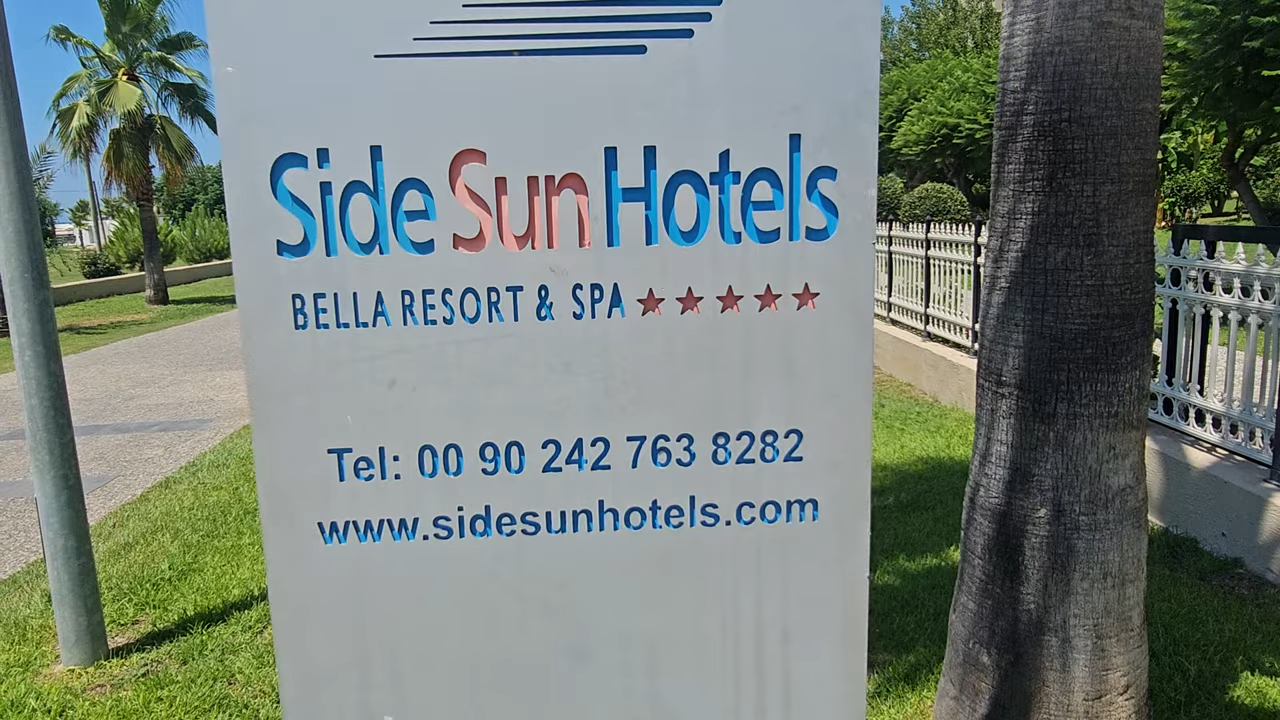 Side Sun Hotels
BELLA RESORT & SPA ★★★★★
Tel: 00 90 242 763 8282
www.sidesunhotels.com